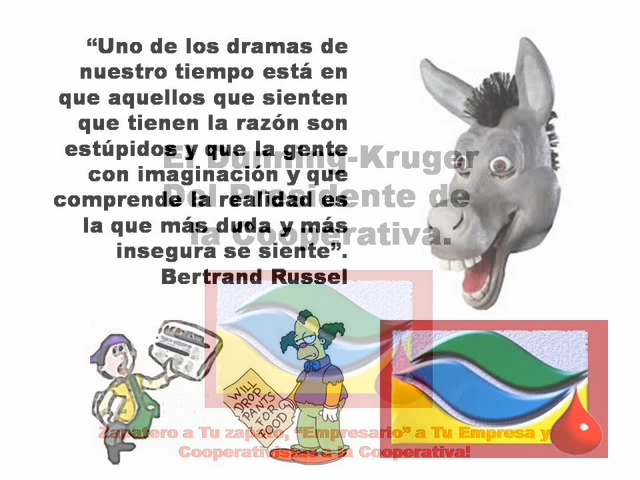 “Uno de los dramas de
nuestro tiempo está en
que aquellos que sienten
que tienen la razón son
estúpidos y que la gente
con imaginación y que
comprende la realidad es
la que más duda y más
insegura se siente”.
Bertrand Russel
El Dunning-Kruger
Del Presidente de
la Cooperativa.
WILL
DROP
PANTS
FOR
FOOD
Zapatero a Tu zapato, “Empresario” a Tu Empresa y
Cooperativistas a la Cooperativa!